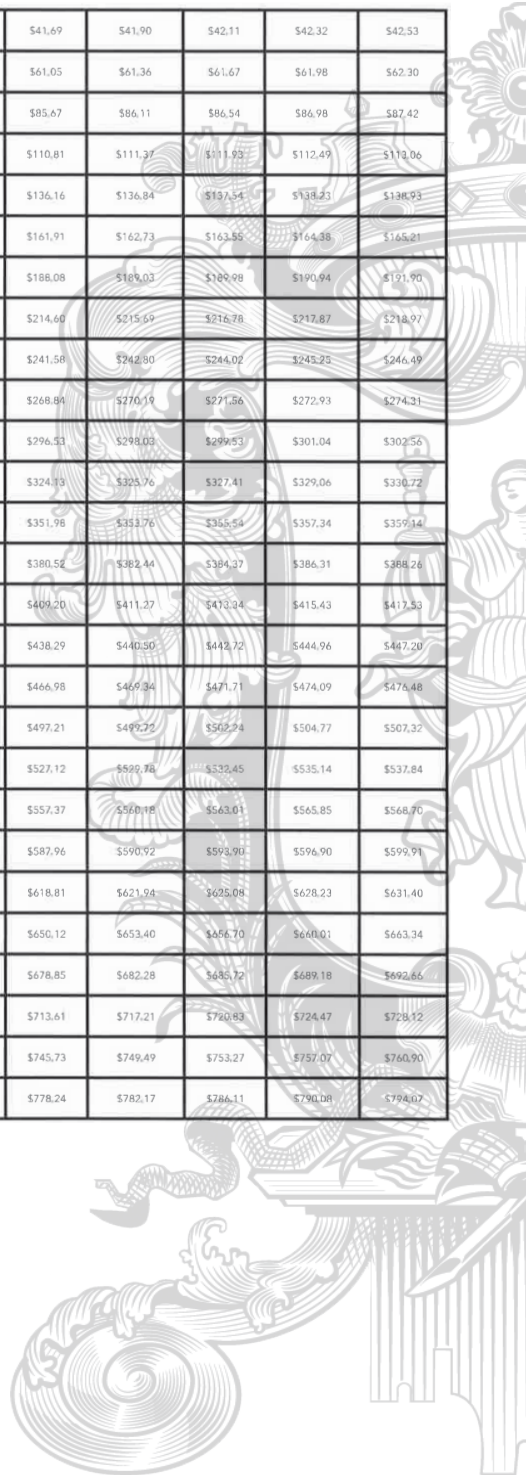 $41,69 $41,90 $42,11 $42,32 $42,53
$61,05 $61,36 $61,67 $61,98 $62,30
$85,67 $86,11 $86,54 $86,98 $87,42
$110,81 $111,37 $111,93 $112,49 $113,06
$136,16 $136,84 $137,54 $138,23 $138,93
$161,91 $162,73 $163,55 $164,38 $165,21
$188,08 $189,03 $189,98 $190,94 $191,90
$214,60 $215,69 $216,78 $217,87 $218,97
$241,58 $242,80 $244,02 $245,25 $246,49
$268,84 $270,19 $271,56 $272,93 $274,31
$296,53 $298,03 $299,53 $301,04 $302,56
$324,13 $325,76 $327,41 $329,06 $330,72
$351,98 $353,76 $355,54 $357,34 $359,14
$380,52 $382,44 $384,37 $386,31 $388,26
$409,20 $411,27 $413,34 $415,43 $417,53
$438,29 $440,50 $442,72 $444,96 $447,20
$466,98 $469,34 $471,71 $474,09 $476,48
$497,21 $499,72 $502,24 $504,77 $507,32
$527,12 $529,78 $532,45 $535,14 $537,84
$557,37 $560,18 $563,01 $565,85 $568,70
$587,96 $590,92 $593,90 $596,90 $599,91
$618,81 $621,94 $625,08 $628,23 $631,40
$650,12 $653,40 $656,70 $660,01 $663,34
$678,85 $682,28 $685,72 $689,18 $692,66
$713,61 $717,21 $720,83 $724,47 $728,12
$745,73 $749,49 $753,27 $757,07 $760,90
$778,24 $782,17 $786,11 $790,08 $794,07